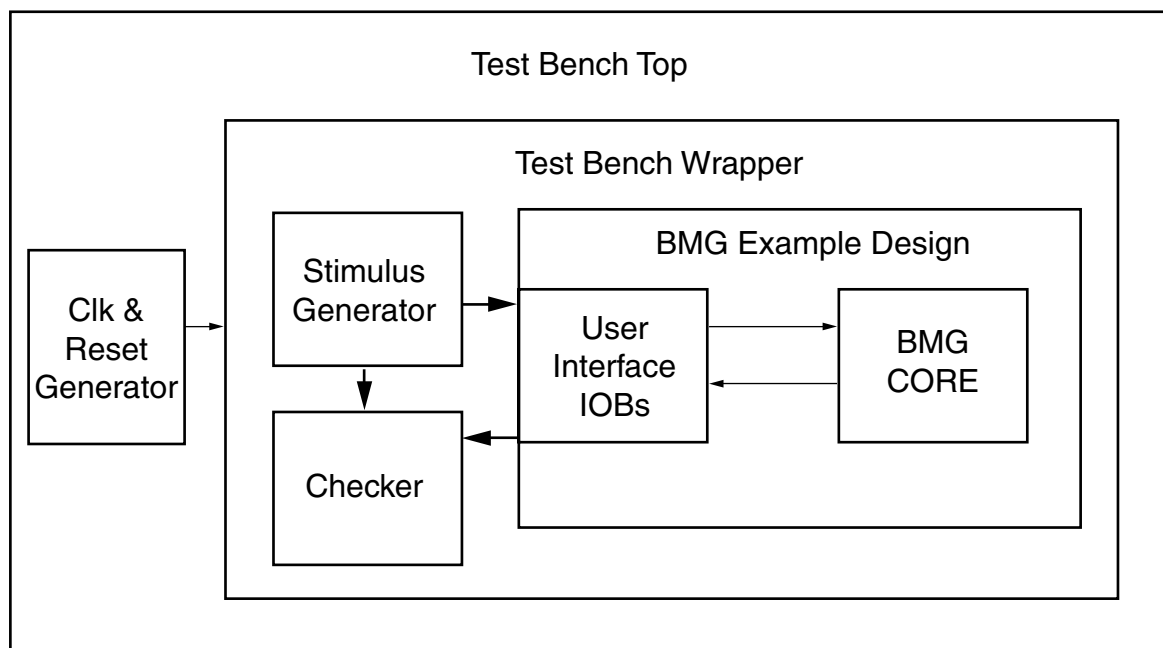 Test Bench Top
Test Bench Wrapper
BMG Example Design
Stimulus
Generator
Clk &
Reset
Generator
User
Interface
IOBs
BMG
CORE
Checker